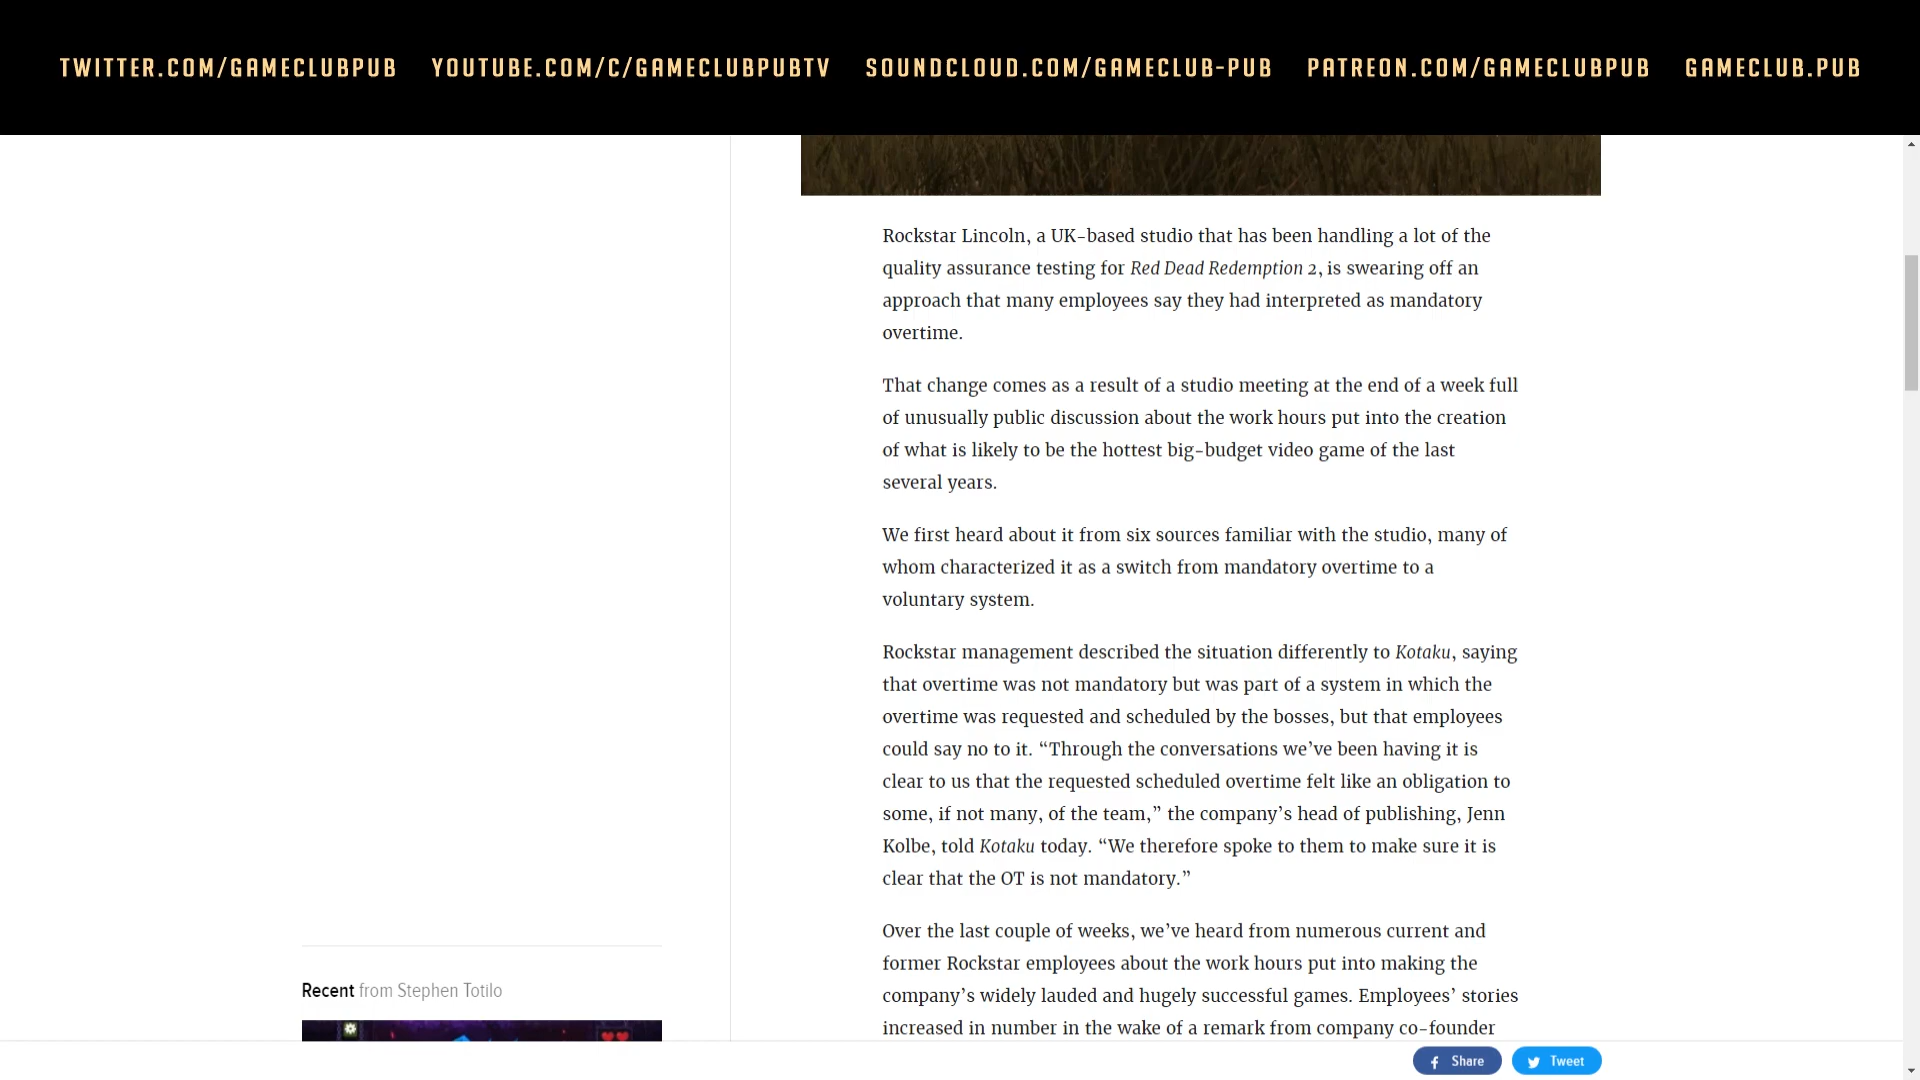 TWITTER.COM/GAMECLUBPUB YOUTUBE.COM/C/GAMECLUBPUBTV SOUNDCLOUD.COM/GAMECLUB-PUB PATREON.COM/GAMECLUBPUB GAMECLUB.PUB
Rockstar Lincoln, a UK-based studio that has been handling a lot of the
quality assurance testing for Red Dead Redemption 2, is swearing off an
approach that many employees say they had interpreted as mandatory
overtime.
That change comes as a result of a studio meeting at the end of a week full
of unusually public discussion about the work hours put into the creation
of what is likely to be the hottest big-budget video game of the last
several years.
We first heard about it from six sources familiar with the studio, many of
whom characterized it as a switch from mandatory overtime to a
voluntary system.
Rockstar management described the situation differently to Kotaku, saying
that overtime was not mandatory but was part of a system in which the
overtime was requested and scheduled by the bosses, but that employees
could say no to it. “Through the conversations we’ve been having it is
clear to us that the requested scheduled overtime felt like an obligation to
some, if not many, of the team,” the company’s head of publishing, Jenn
Kolbe, told Kotaku today. “We therefore spoke to them to make sure it is
clear that the OT is not mandatory.”
Over the last couple of weeks, we’ve heard from numerous current and
former Rockstar employees about the work hours put into making the
company’s widely lauded and hugely successful games. Employees’ stories
increased in number in the wake of a remark from company co-founder
Recent from Stephen Totilo
Share Tweet